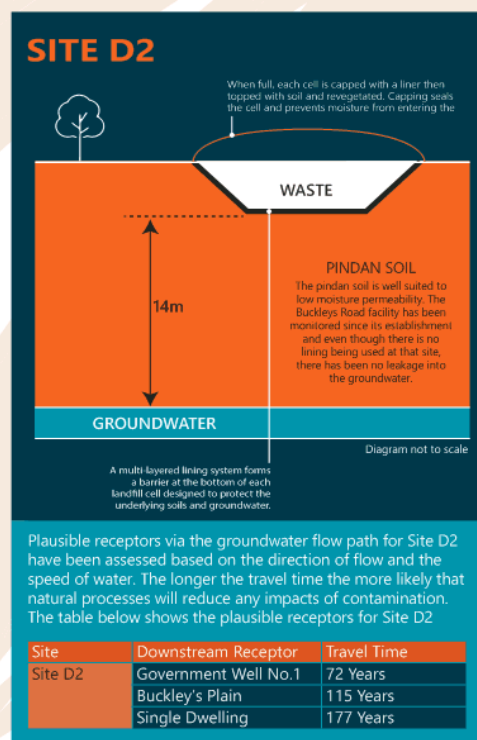 SITE D2
When full, each cell is capped with a liner then
topped with soil and revegetated. Capping seals
the cell and prevents moisture from entering the
WASTE
14m
PINDAN SOIL
The pindan soil is well suited to
low moisture permeability. The
Buckleys Road facility has been
monitored since its establishment
and even though there is no
lining being used at that site,
there has been no leakage into
the groundwater.
GROUNDWATER
Diagram not to scale
A multi-layered lining system forms
a barrier at the bottom of each
landfill cell designed to protect the
underlying soils and groundwater.
Plausible receptors via the groundwater flow path for Site D2
have been assessed based on the direction of flow and the
speed of water. The longer the travel time the more likely that
natural processes will reduce any impacts of contamination.
The table below shows the plausible receptors for Site D2
Site Downstream Receptor Travel Time
Site D2 Government Well No.1 72 Years
Buckley's Plain 115 Years
Single Dwelling 177 Years